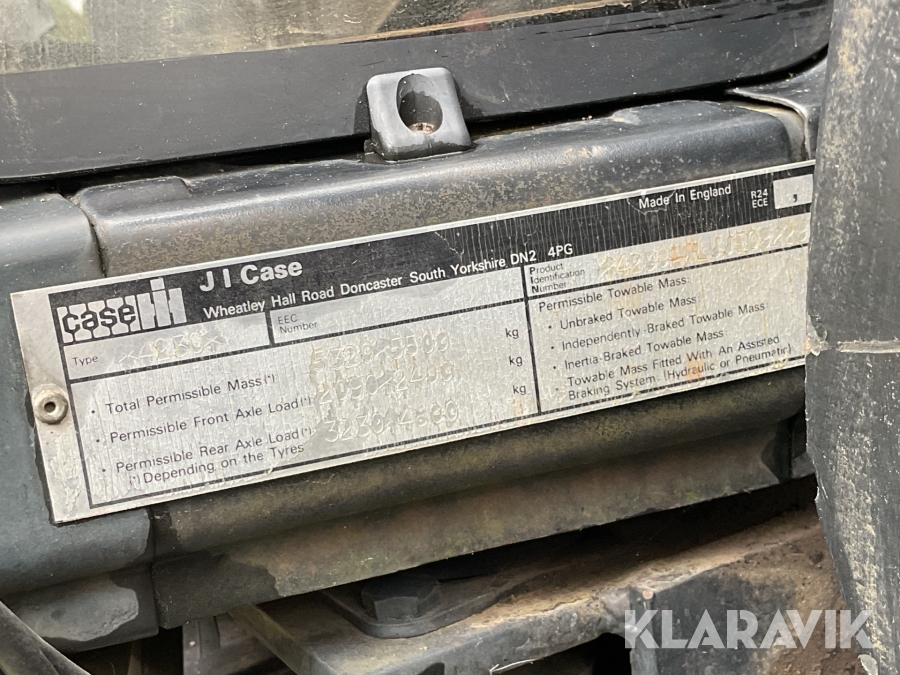 Made In England
R24
ECE
case IH
J I Case
Wheatley Hall Road Doncaster South Yorkshire DN2 4PG
Type
EEC
Number
Product
Identification
Number
• Total Permissible Mass(*) kg
• Permissible Front Axle Load(*) kg
• Permissible Rear Axle Load(*) kg
(*)Depending on the Tyres
Permissible Towable Mass:
• Unbraked Towable Mass:
• Independently-Braked Towable Mass:
• Inertia-Braked Towable Mass:
• Towable Mass Fitted With An Assisted
Braking System (Hydraulic or Pneumatic)
KLARAVIK